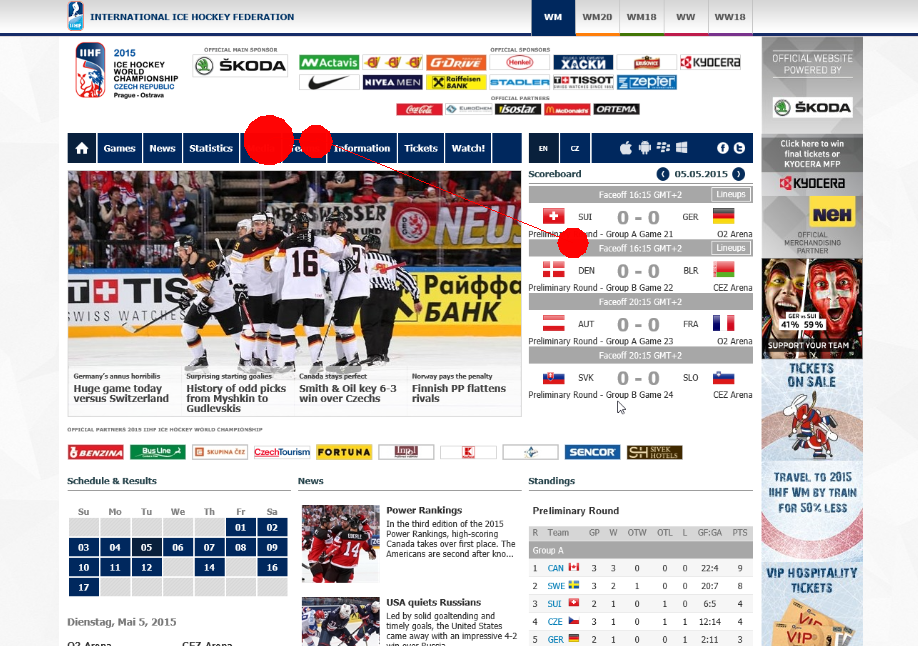 INTERNATIONAL ICE HOCKEY FEDERATION
WM WM20 WM18 WW WW18
IIHF
2015
ICE HOCKEY
WORLD
CHAMPIONSHIP
CZECH REPUBLIC
Prague - Ostrava
OFFICIAL MAIN SPONSOR
ŠKODA
OFFICIAL SPONSORS
Actavis
G-DRIVE
Henkel
ХАСКИ
KYOCERA
NIVEA MEN
Raiffeisen
BANK
STADLER
TISSOT
zepter
OFFICIAL PARTNERS
Coca-Cola
EUROCHEM
isostar
McDonald's
ORTEMA
OFFICIAL WEBSITE
POWERED BY
ŠKODA
Games News Statistics
Information Tickets Watch!
EN CZ
Scoreboard
05.05.2015
Faceoff 16:15 GMT+2 Lineups
SUI 0 - 0 GER
Round - Group A Game 21 O2 Arena
Faceoff 16:15 GMT+2 Lineups
DEN 0 - 0 BLR
Preliminary Round - Group B Game 22 CEZ Arena
Faceoff 20:15 GMT+2
AUT 0 - 0 FRA
Preliminary Round - Group A Game 23 O2 Arena
Faceoff 20:15 GMT+2
SVK 0 - 0 SLO
Preliminary Round - Group B Game 24 CEZ Arena
Click here to win
final tickets or
KYOCERA MFP
KYOCERA
NEH
OFFICIAL
MERCHANDISING
PARTNER
GER vs SUI
41% 59%
SUPPORT YOUR TEAM
NEUS
16
Райффа
БАНК
SWISS WATCHES
Germany's annus horribilis
Huge game today
versus Switzerland
Surprising starting goalies
History of odd picks
from Myshkin to
Gudlevskis
Canada stays perfect
Smith & Oil key 6-3
win over Czechs
Norway pays the penalty
Finnish PP flattens
rivals
OFFICIAL PARTNERS 2015 IIHF ICE HOCKEY WORLD CHAMPIONSHIP
BENZINA
Bus Line
SKUPINA ČEZ
CzechTourism
FORTUNA
K
SENCOR
SH SIVEK
HOTELS
TICKETS
ON SALE
TRAVEL TO 2015
IIHF WM BY TRAIN
FOR 50% LESS
VIP HOSPITALITY
TICKETS
VIP
VIP
Schedule & Results
Su Mo Tu We Th Fr Sa
01 02
03 04 05 06 07 08 09
10 11 12 14 16
17
Dienstag, Mai 5, 2015
O2 Arena CEZ Arena
News
Power Rankings
In the third edition of the 2015
Power Rankings, high-scoring
Canada takes over first place. The
Americans are second after kno...
EBERLE
14
USA quiets Russians
Led by solid goaltending and
timely goals, the United States
came away with an impressive 4-2
win over Russia
Standings
Preliminary Round
R Team GP W OTW OTL L GF:GA PTS
Group A
1 CAN 3 3 0 0 0 22:4 9
2 SWE 3 2 1 0 0 20:7 8
3 SUI 2 1 0 1 0 6:5 4
4 CZE 3 1 0 1 1 12:14 4
5 GER 2 1 0 0 1 2:11 3